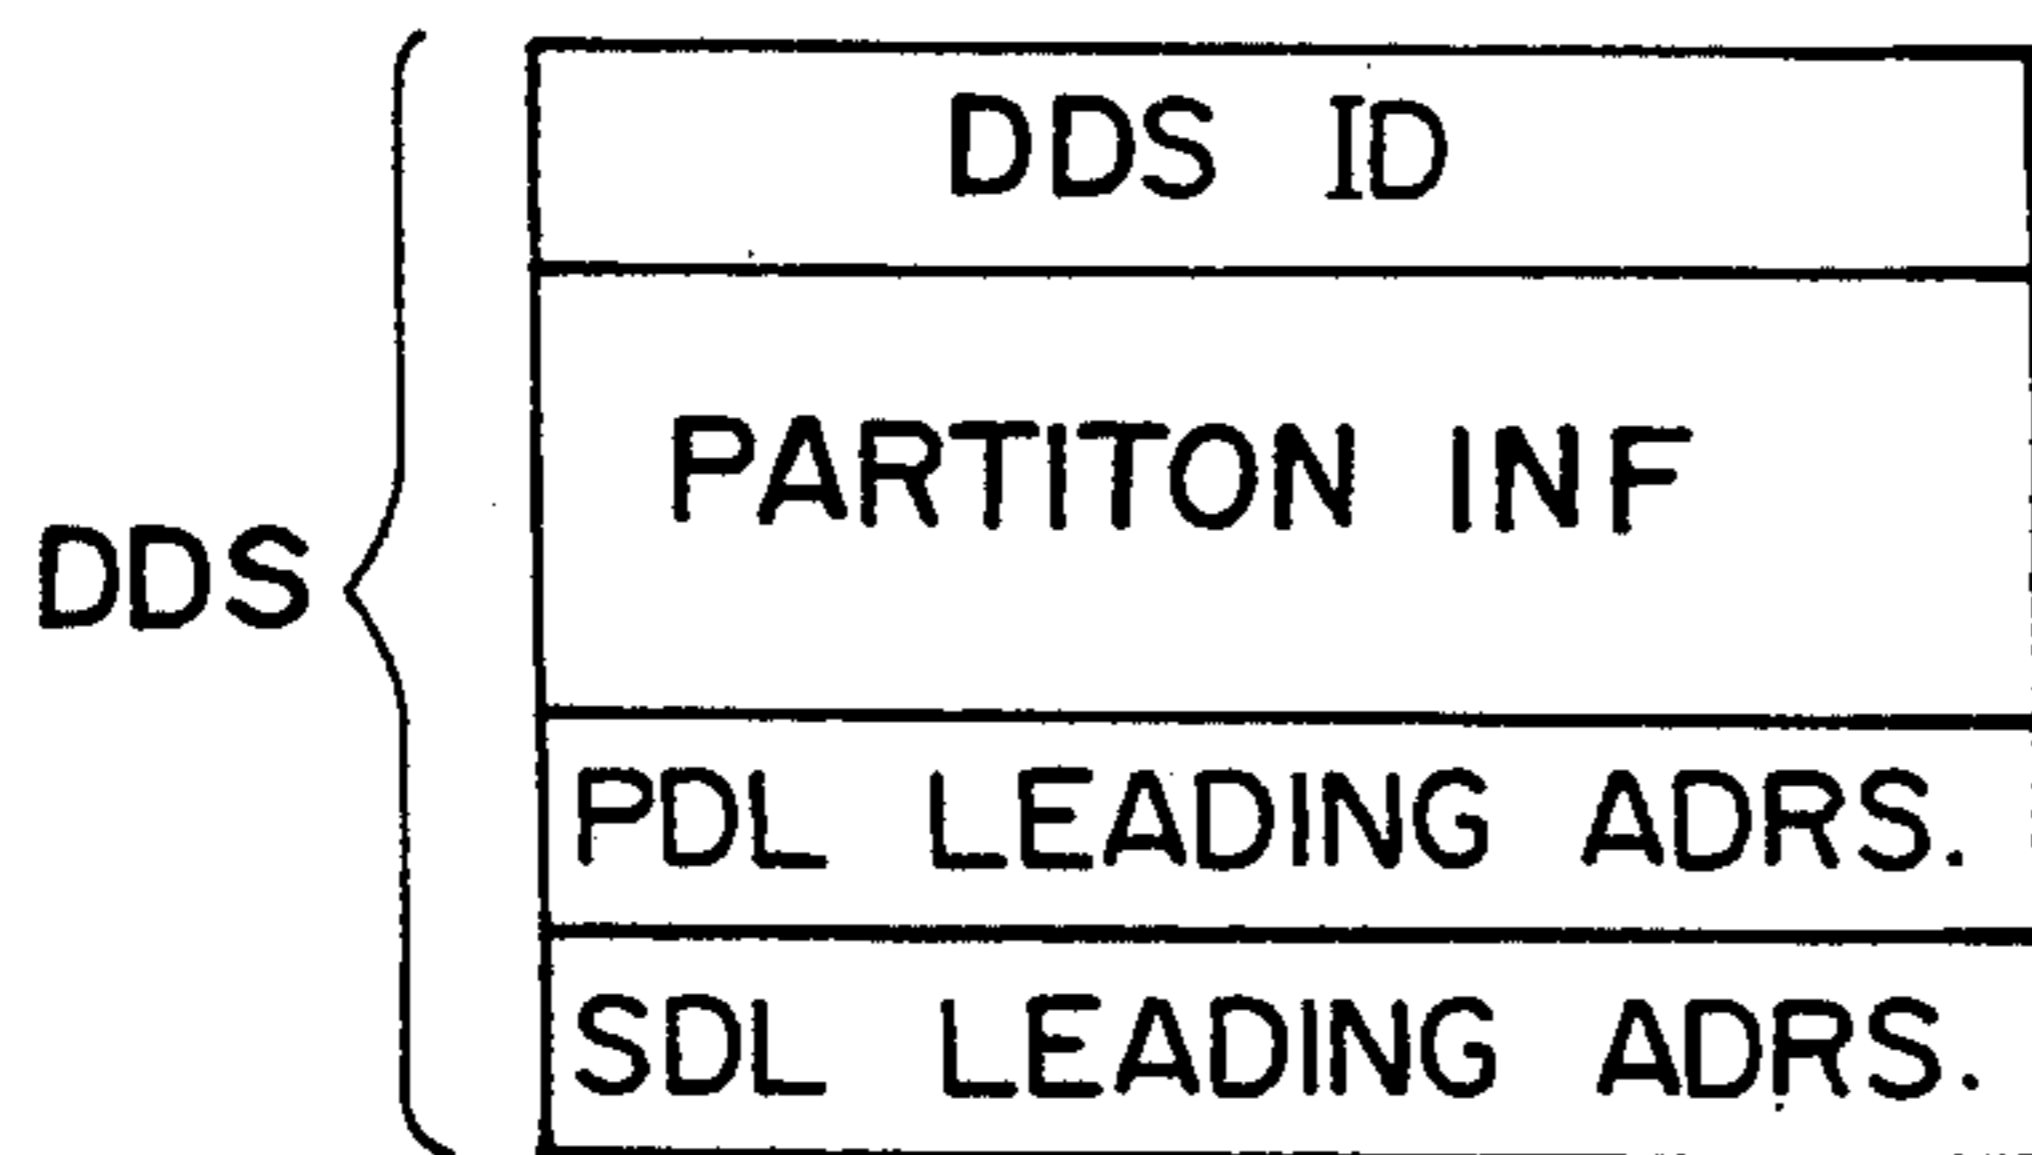 DDS ID
PARTITON INF
DDS
PDL LEADING ADRS.
SDL LEADING ADRS.